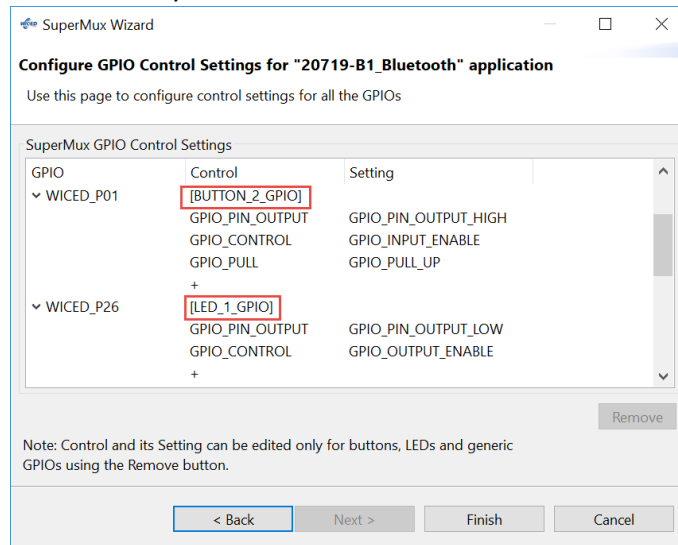 SuperMux Wizard
Configure GPIO Control Settings for "20719-B1_Bluetooth" application
Use this page to configure control settings for all the GPIOs
SuperMux GPIO Control Settings
GPIO Control Setting
WICED_P01 [BUTTON_2_GPIO]
GPIO_PIN_OUTPUT GPIO_PIN_OUTPUT_HIGH
GPIO_CONTROL GPIO_INPUT_ENABLE
GPIO_PULL GPIO_PULL_UP
+
WICED_P26 [LED_1_GPIO]
GPIO_PIN_OUTPUT GPIO_PIN_OUTPUT_LOW
GPIO_CONTROL GPIO_OUTPUT_ENABLE
+
Remove
Note: Control and its Setting can be edited only for buttons, LEDs and generic
GPIOs using the Remove button.
< Back Next > Finish Cancel